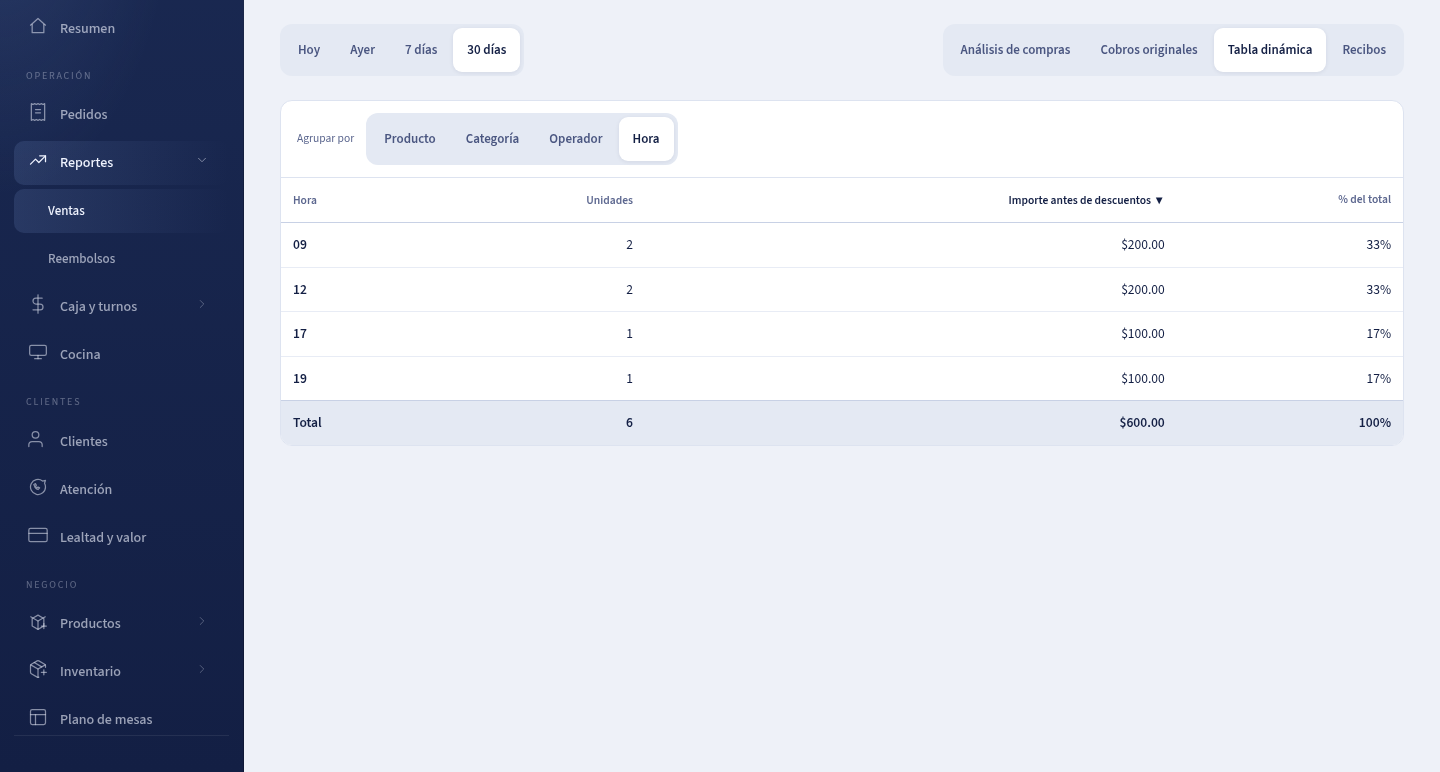 Resumen
OPERACIÓN
Pedidos
Reportes
Ventas
Reembolsos
Caja y turnos
Cocina
CLIENTES
Clientes
Atención
Lealtad y valor
NEGOCIO
Productos
Inventario
Plano de mesas
Hoy Ayer 7 días 30 días
Análisis de compras Cobros originales Tabla dinámica Recibos
Agrupar por Producto Categoría Operador Hora
Hora Unidades Importe antes de descuentos ▼ % del total
09 2 $200.00 33%
12 2 $200.00 33%
17 1 $100.00 17%
19 1 $100.00 17%
Total 6 $600.00 100%